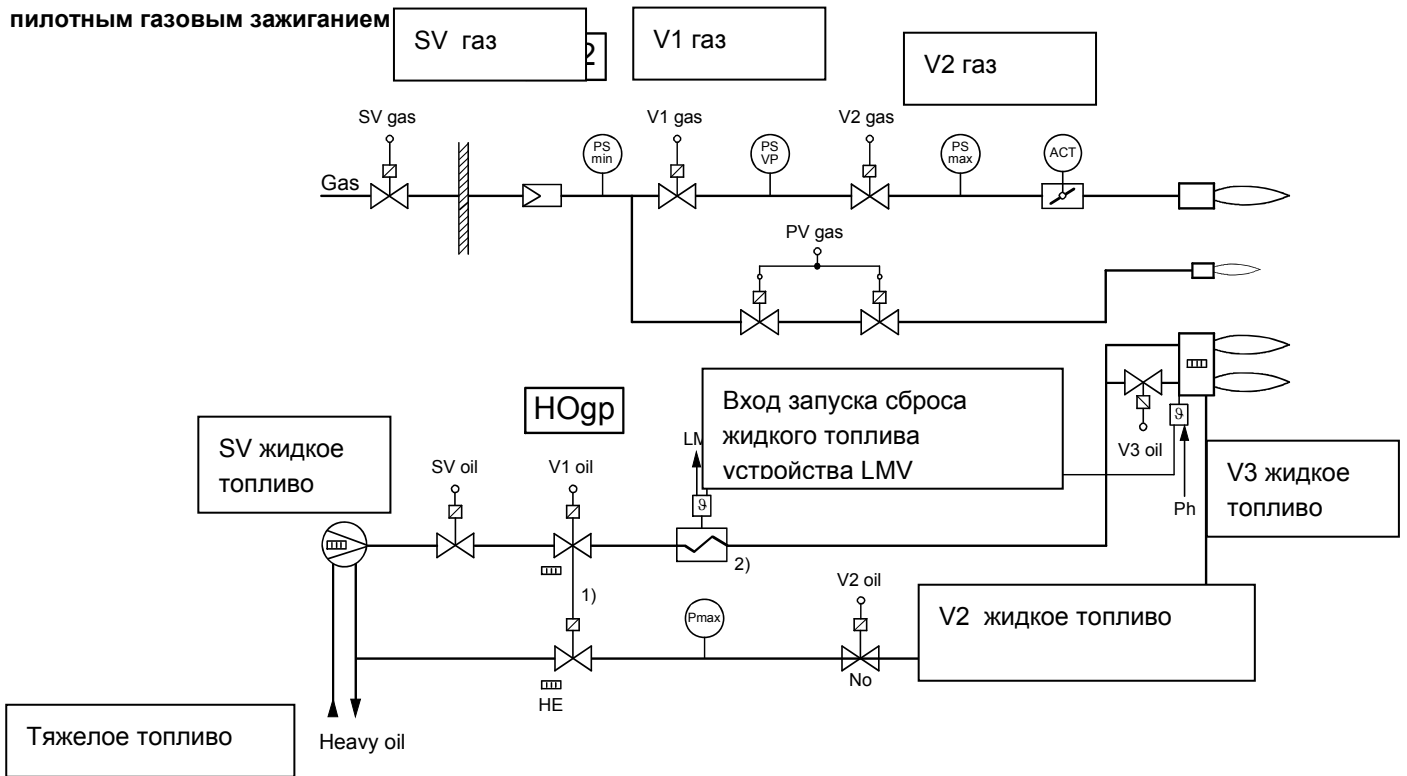 пилотным газовым зажиганием
SV газ
2
V1 газ
V2 газ
SV gas
V1 gas
V2 gas
PS
min
PS
VP
PS
max
ACT
Gas
PV gas
HOgp
Вход запуска сброса
жидкого топлива
устройства LMV
SV жидкое
топливо
SV oil
V1 oil
LM
ϑ
V3 oil
ϑ
Ph
V3 жидкое
топливо
2)
1)
V2 oil
Pmax
No
V2 жидкое топливо
HE
Тяжелое топливо
Heavy oil